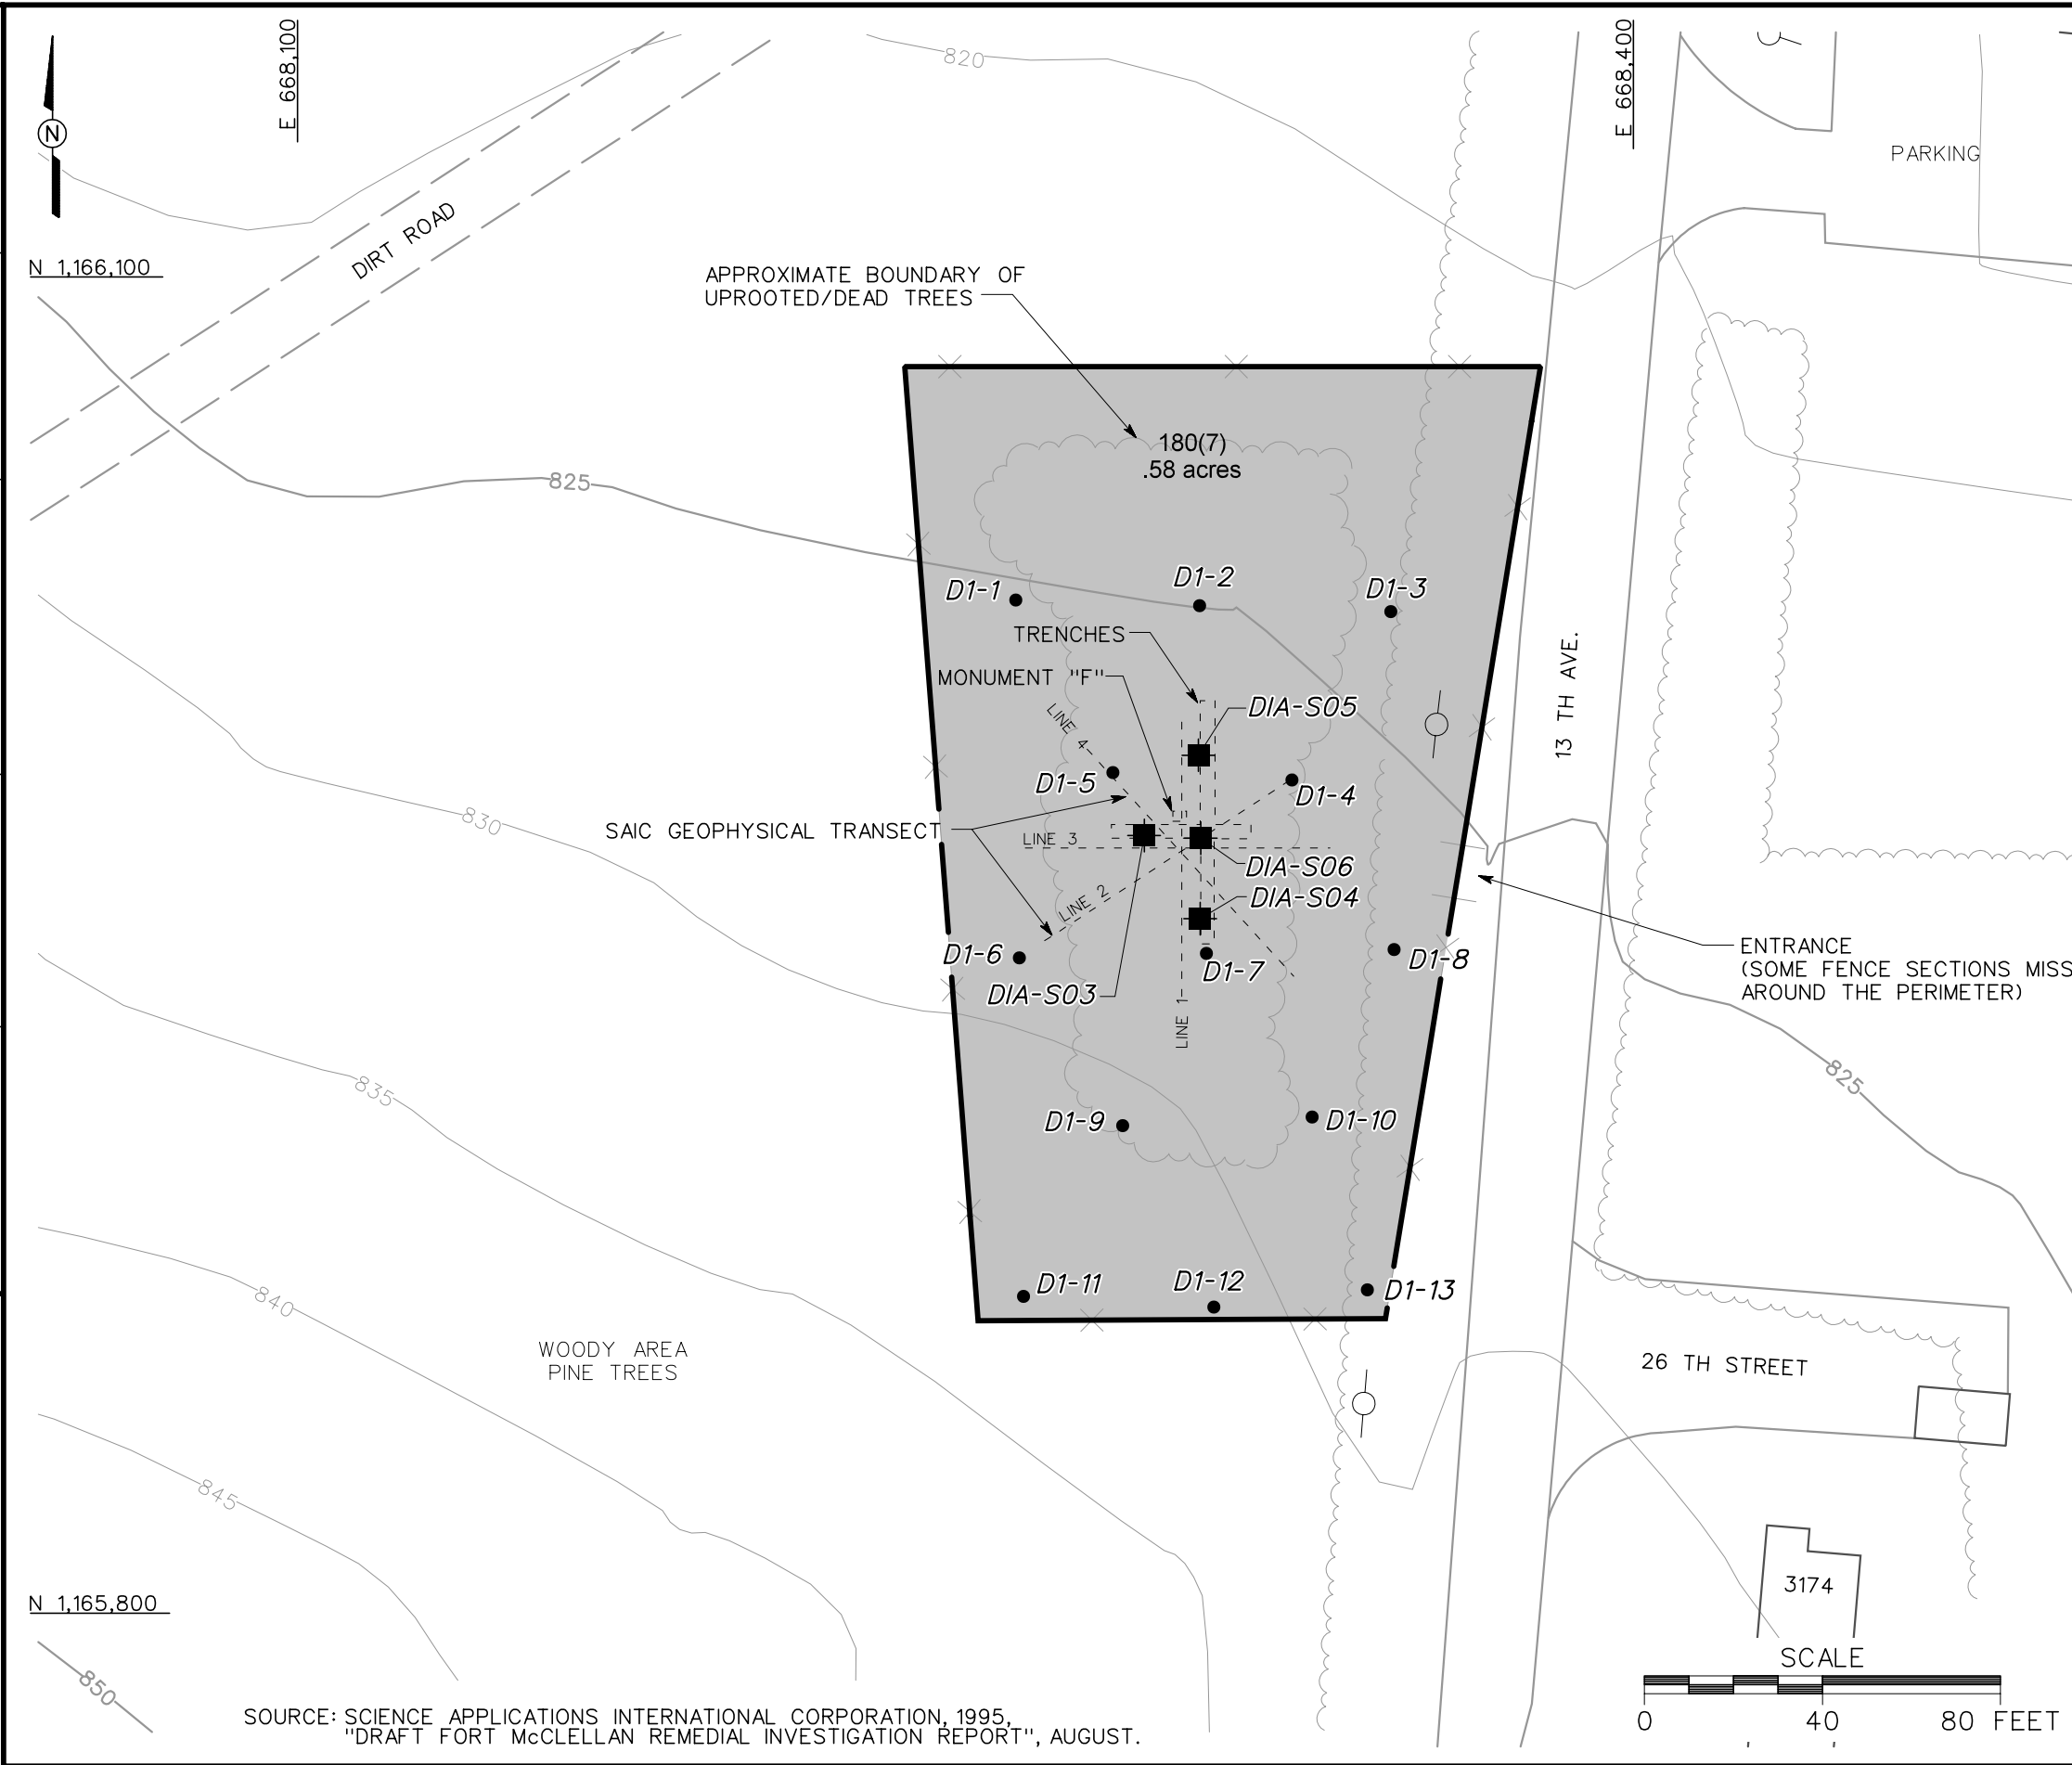 E 668,100
E 668,400
820
N
PARKING
DIRT ROAD
N 1,166,100
APPROXIMATE BOUNDARY OF
UPROOTED/DEAD TREES
180(7)
.58 acres
825
D1-1
D1-2
D1-3
TRENCHES
MONUMENT "F"
13 TH AVE.
DIA-S05
LINE 4
D1-5
D1-4
830
SAIC GEOPHYSICAL TRANSECT
LINE 3
DIA-S06
LINE 2
DIA-S04
D1-6
D1-7
D1-8
ENTRANCE
(SOME FENCE SECTIONS MISS
AROUND THE PERIMETER)
DIA-S03
LINE 1
825
835
D1-9
D1-10
D1-11
D1-12
D1-13
840
WOODY AREA
PINE TREES
26 TH STREET
845
3174
N 1,165,800
SCALE
850
0 40 80 FEET
SOURCE: SCIENCE APPLICATIONS INTERNATIONAL CORPORATION, 1995,
"DRAFT FORT McCLELLAN REMEDIAL INVESTIGATION REPORT", AUGUST.